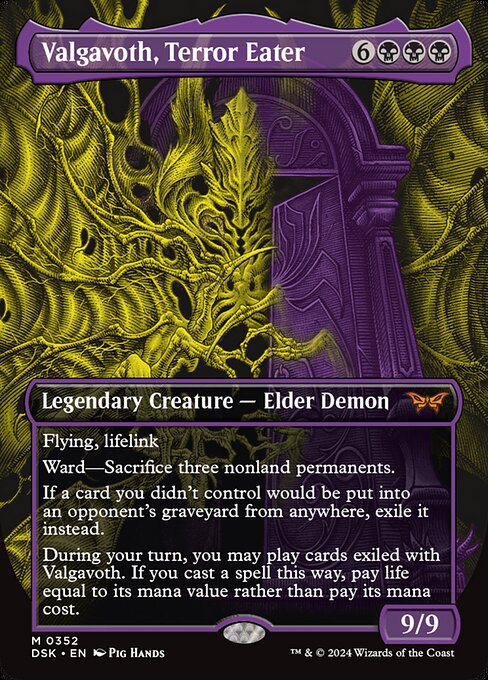 Valgavoth, Terror Eater 6
Legendary Creature — Elder Demon
Flying, lifelink
Ward—Sacrifice three nonland permanents.
If a card you didn't control would be put into
an opponent's graveyard from anywhere, exile it
instead.
During your turn, you may play cards exiled with
Valgavoth. If you cast a spell this way, pay life
equal to its mana value rather than pay its mana
cost.
9/9
M 0352
DSK • EN Pig Hands
™ & © 2024 Wizards of the Coast